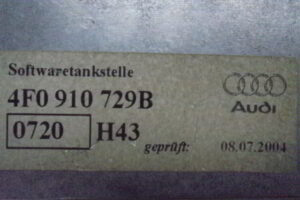 Softwaretankstelle
4F0 910 729B
Audi
0720 H43
geprüft: 08.07.2004